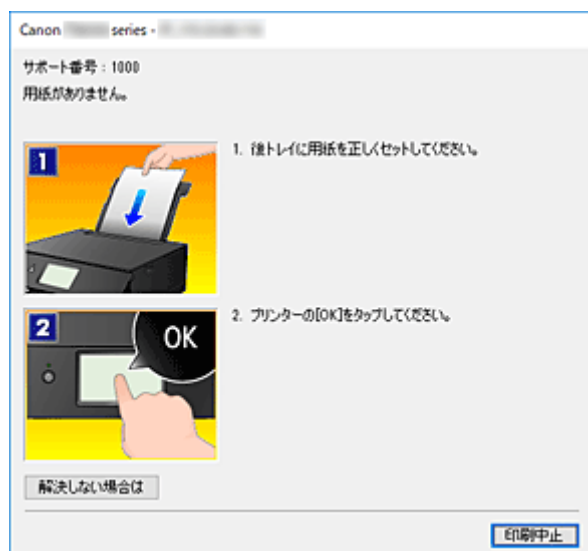 Canon series -
サポート番号：1000
用紙がありません。
1
1. 後トレイに用紙を正しくセットしてください。
2
OK
2. プリンターの[OK]をタップしてください。
解決しない場合は
印刷中止